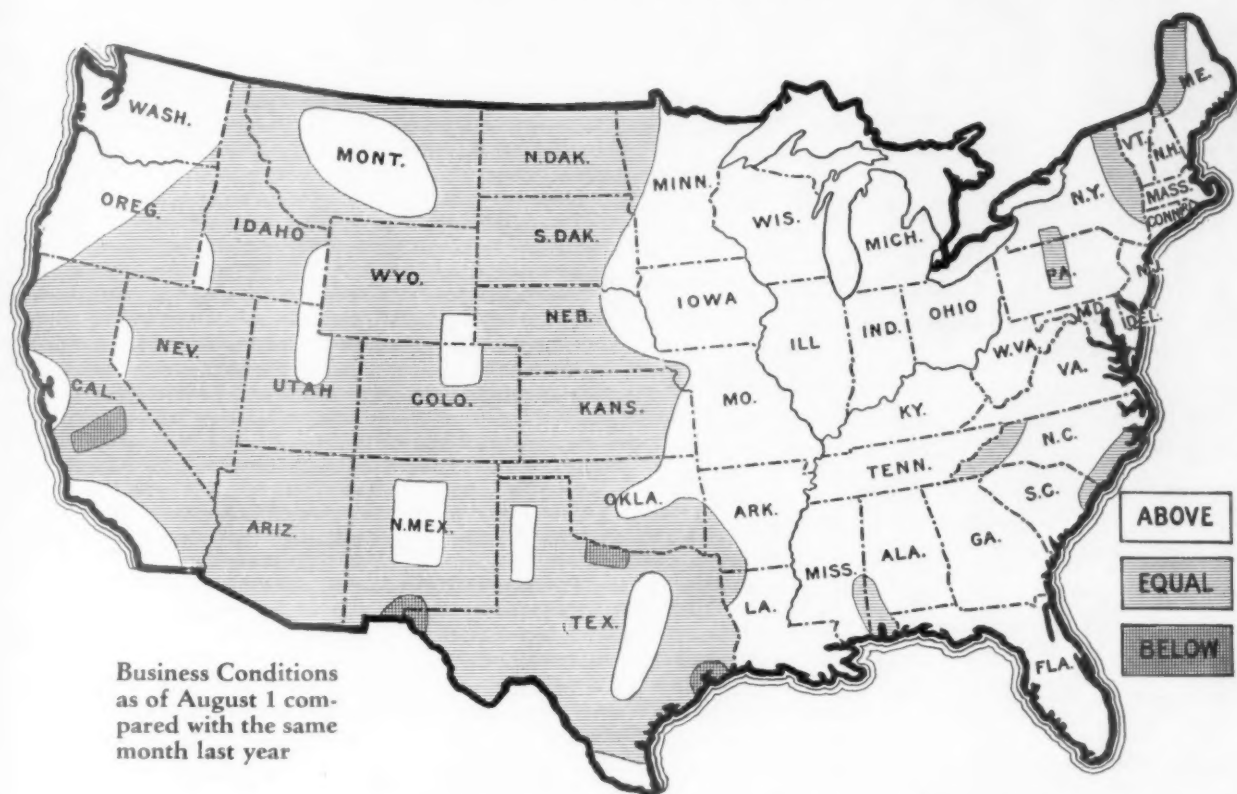 WASH.
MONT.
N.DAK.
MINN.
ME.
VT.
N.H.
OREG.
IDAHO
S.DAK.
WIS.
MICH.
N.Y.
MASS.
CONN.
WYO.
IOWA
PA.
N.J.
NEB.
OHIO
MD.
DEL.
NEV.
ILL
IND.
W.VA.
VA.
CAL.
UTAH
COLO.
KANS.
MO.
KY.
N.C.
TENN.
OKLA.
S.C.
ARIZ.
N.MEX.
ARK.
ALA.
GA.
MISS.
LA.
TEX.
FLA.
ABOVE
EQUAL
BELOW
Business Conditions
as of August 1 com-
pared with the same
month last year